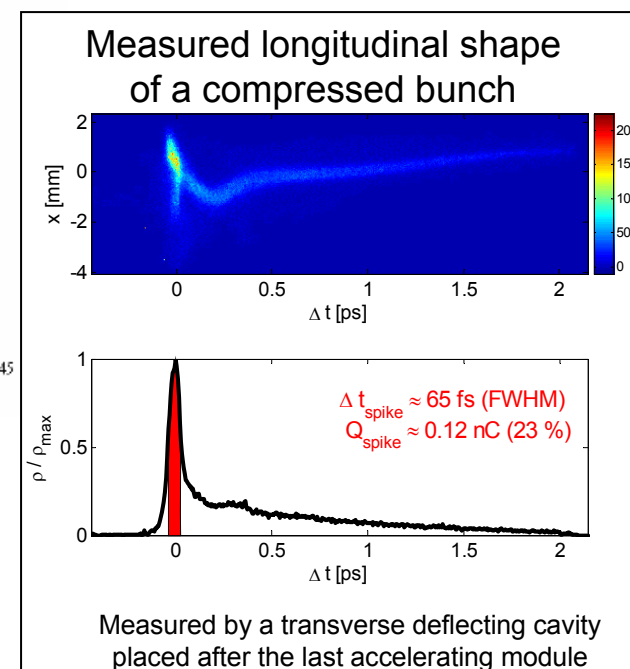 Measured longitudinal shape
of a compressed bunch
2
0
-2
-4
x [mm]
0 0.5 1 1.5 2
Δ t [ps]
20
15
10
50
0
45
1
0.5
0
ρ / ρmax
Δ tspike ≈ 65 fs (FWHM)
Qspike ≈ 0.12 nC (23 %)
0 0.5 1 1.5 2
Δ t [ps]
Measured by a transverse deflecting cavity
placed after the last accelerating module